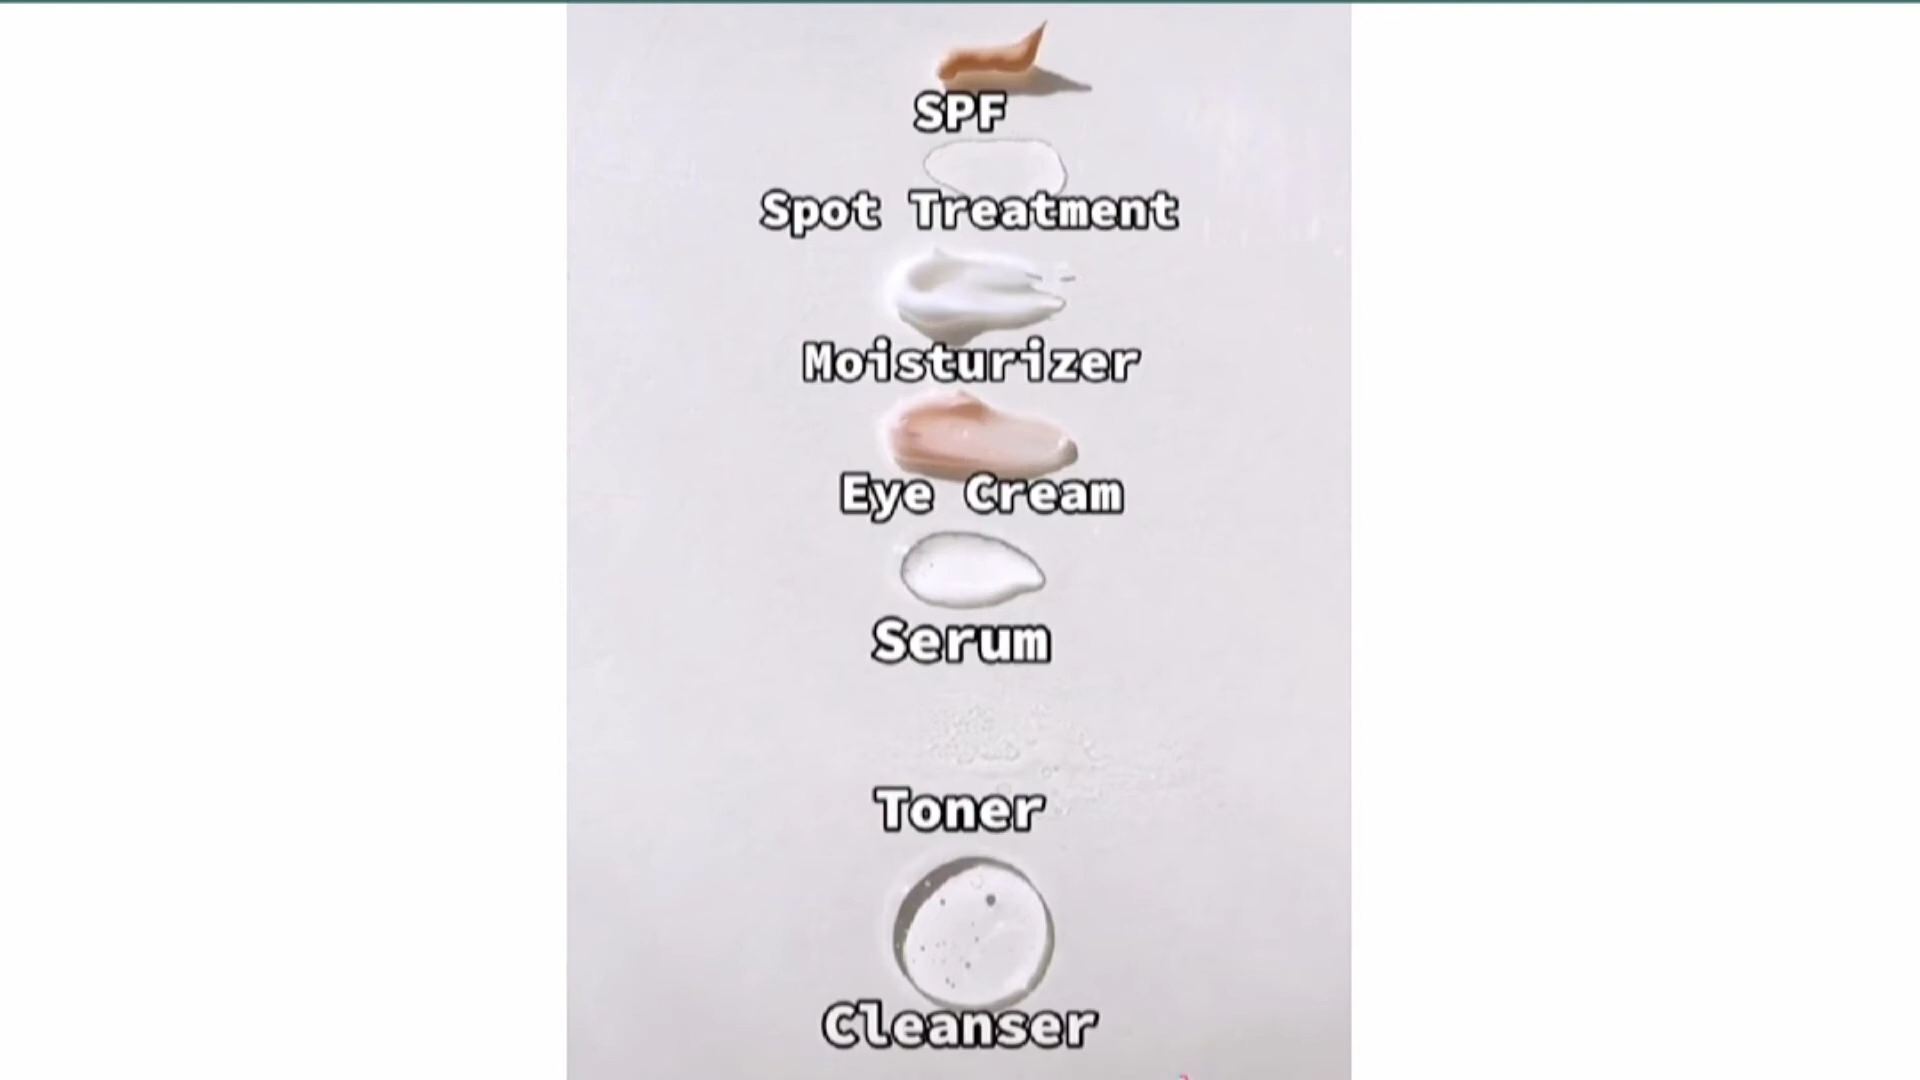 SPF
Spot Treatment
Moisturizer
Eye Cream
Serum
Toner
Cleanser